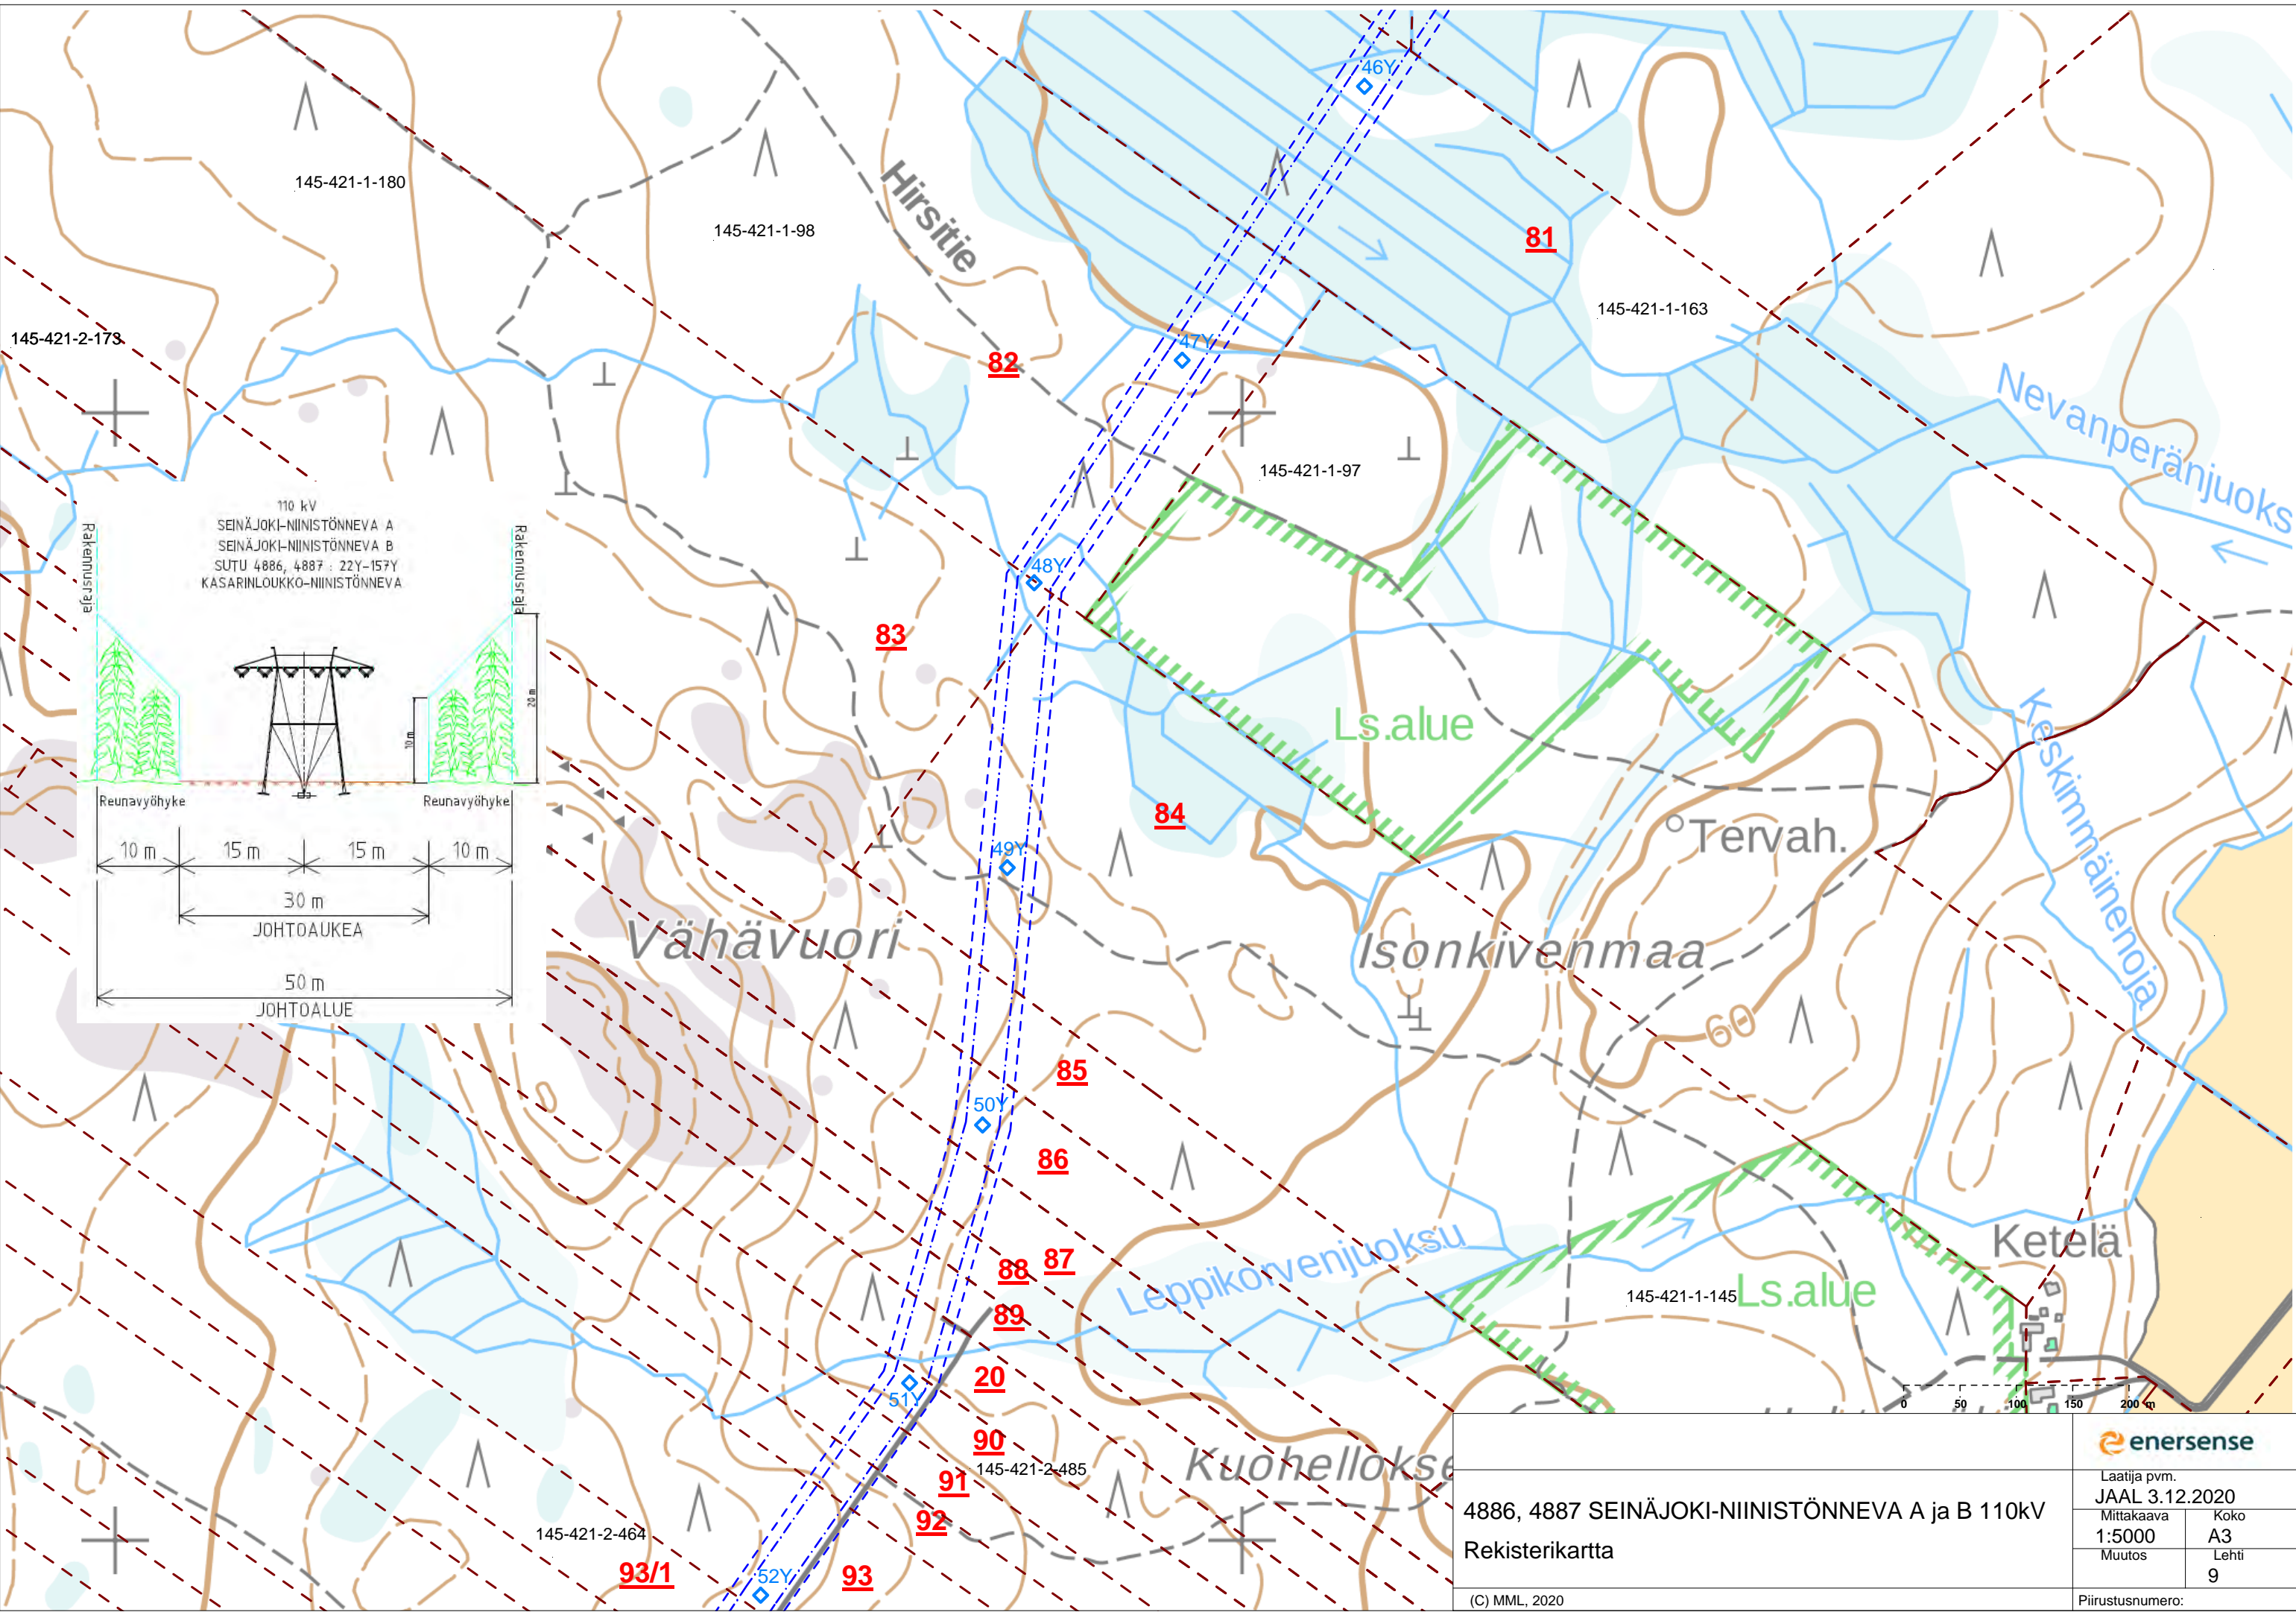 46Y
145-421-1-180
Hirsitie
145-421-1-98
81
145-421-1-163
145-421-2-173
47Y
82
Nevanperänjuoks
145-421-1-97
110 kV
SEINÄJOKI-NIINISTÖNNEVA A
SEINÄJOKI-NIINISTÖNNEVA B
SUTU 4886, 4887 : 22Y-157Y
KASARINLOUKKO-NIINISTÖNNEVA
Rakennusraja
Rakennusraja
10 m
20 m
Reunavyöhyke
Reunavyöhyke
10 m
15 m
15 m
10 m
30 m
JOHTOAUKEA
50 m
JOHTOALUE
48Y
83
Ls.alue
Keskimmäinenoja
84
Tervah.
49Y
Vähävuori
Isonkivenmaa
60
85
50Y
86
88
87
Leppikorvenjuoksu
Ketelä
145-421-1-145
Ls.alue
89
20
51Y
90
145-421-2-485
Kuohellokse
91
92
145-421-2-464
93/1
52Y
93
0
50
100
150
200 m
enersense
Laatija pvm.
JAAL 3.12.2020
4886, 4887 SEINÄJOKI-NIINISTÖNNEVA A ja B 110kV
Rekisterikartta
Mittakaava
Koko
1:5000
A3
Muutos
Lehti
9
(C) MML, 2020
Piirustusnumero: